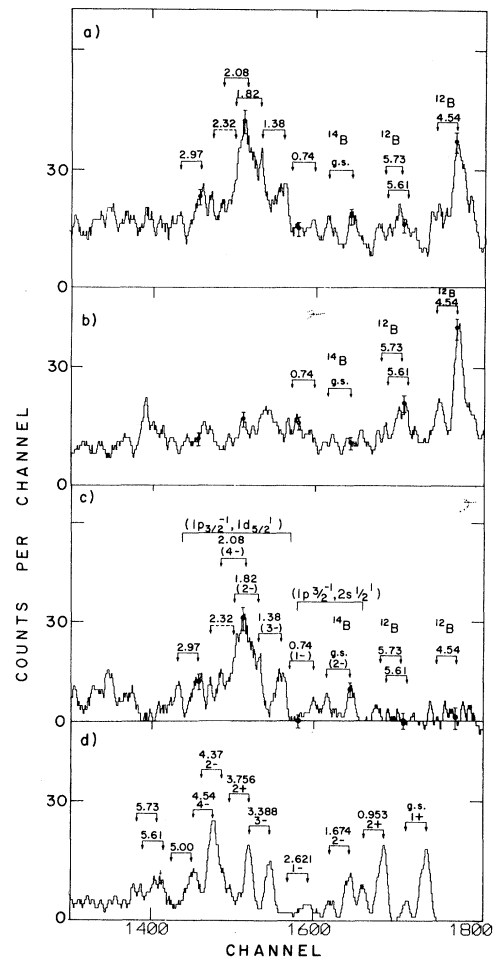 a)
2.08
1.82
2.32
1.38
2.97
0.74
14B
g.s.
12B
5.73
5.61
12B
4.54
30
0
b)
12B
4.54
12B
5.73
5.61
14B
g.s.
0.74
30
0
c)
(1p3/2^-1, 1d5/2^1)
2.08
(4-)
1.82
(2-)
2.32
1.38
(3-)
2.97
(1p3/2^-1, 2s1/2^1)
0.74
(1-)
14B
g.s.
(2-)
12B
5.73
5.61
12B
4.54
30
0
d)
4.37
2-
4.54
4-
3.756
2+
3.388
3-
5.73
5.61
5.00
2.621
1-
1.674
2-
0.953
2+
g.s.
1+
30
0
1400
1600
1800
CHANNEL
COUNTS PER CHANNEL